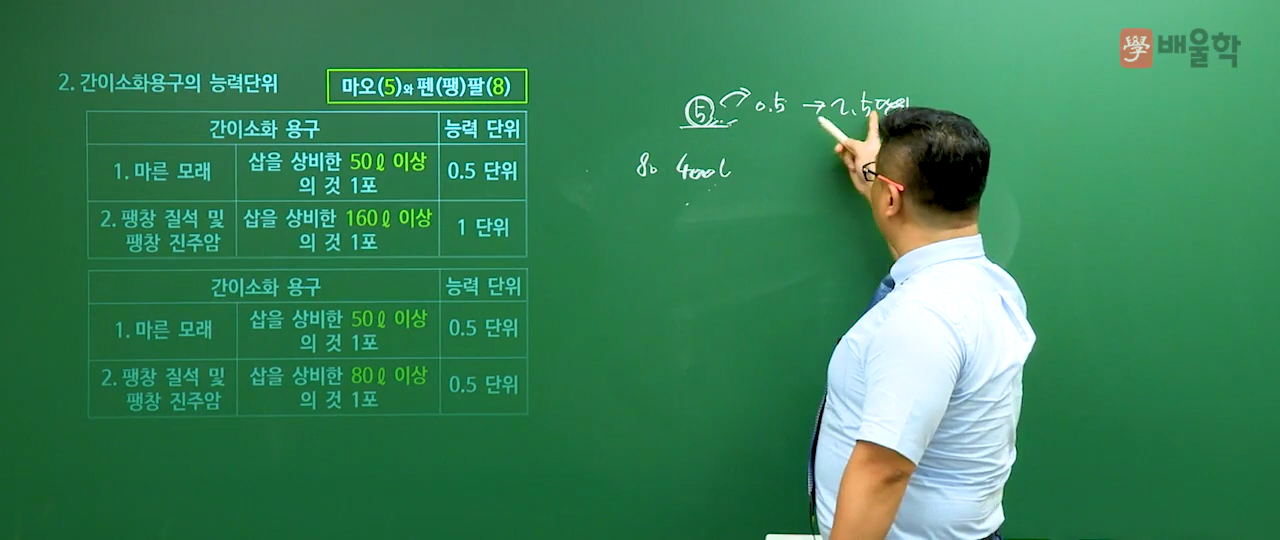 學 배울학
2. 간이소화용구의 능력단위
마오(5)와 펜(팽)팔(8)
간이소화 용구 능력 단위
1. 마른 모래 삽을 상비한 50ℓ 이상의 것 1포 0.5 단위
2. 팽창 질석 및 팽창 진주암 삽을 상비한 160ℓ 이상의 것 1포 1 단위
간이소화 용구 능력 단위
1. 마른 모래 삽을 상비한 50ℓ 이상의 것 1포 0.5 단위
2. 팽창 질석 및 팽창 진주암 삽을 상비한 80ℓ 이상의 것 1포 0.5 단위
5 0.5 → 2.5
80 400l